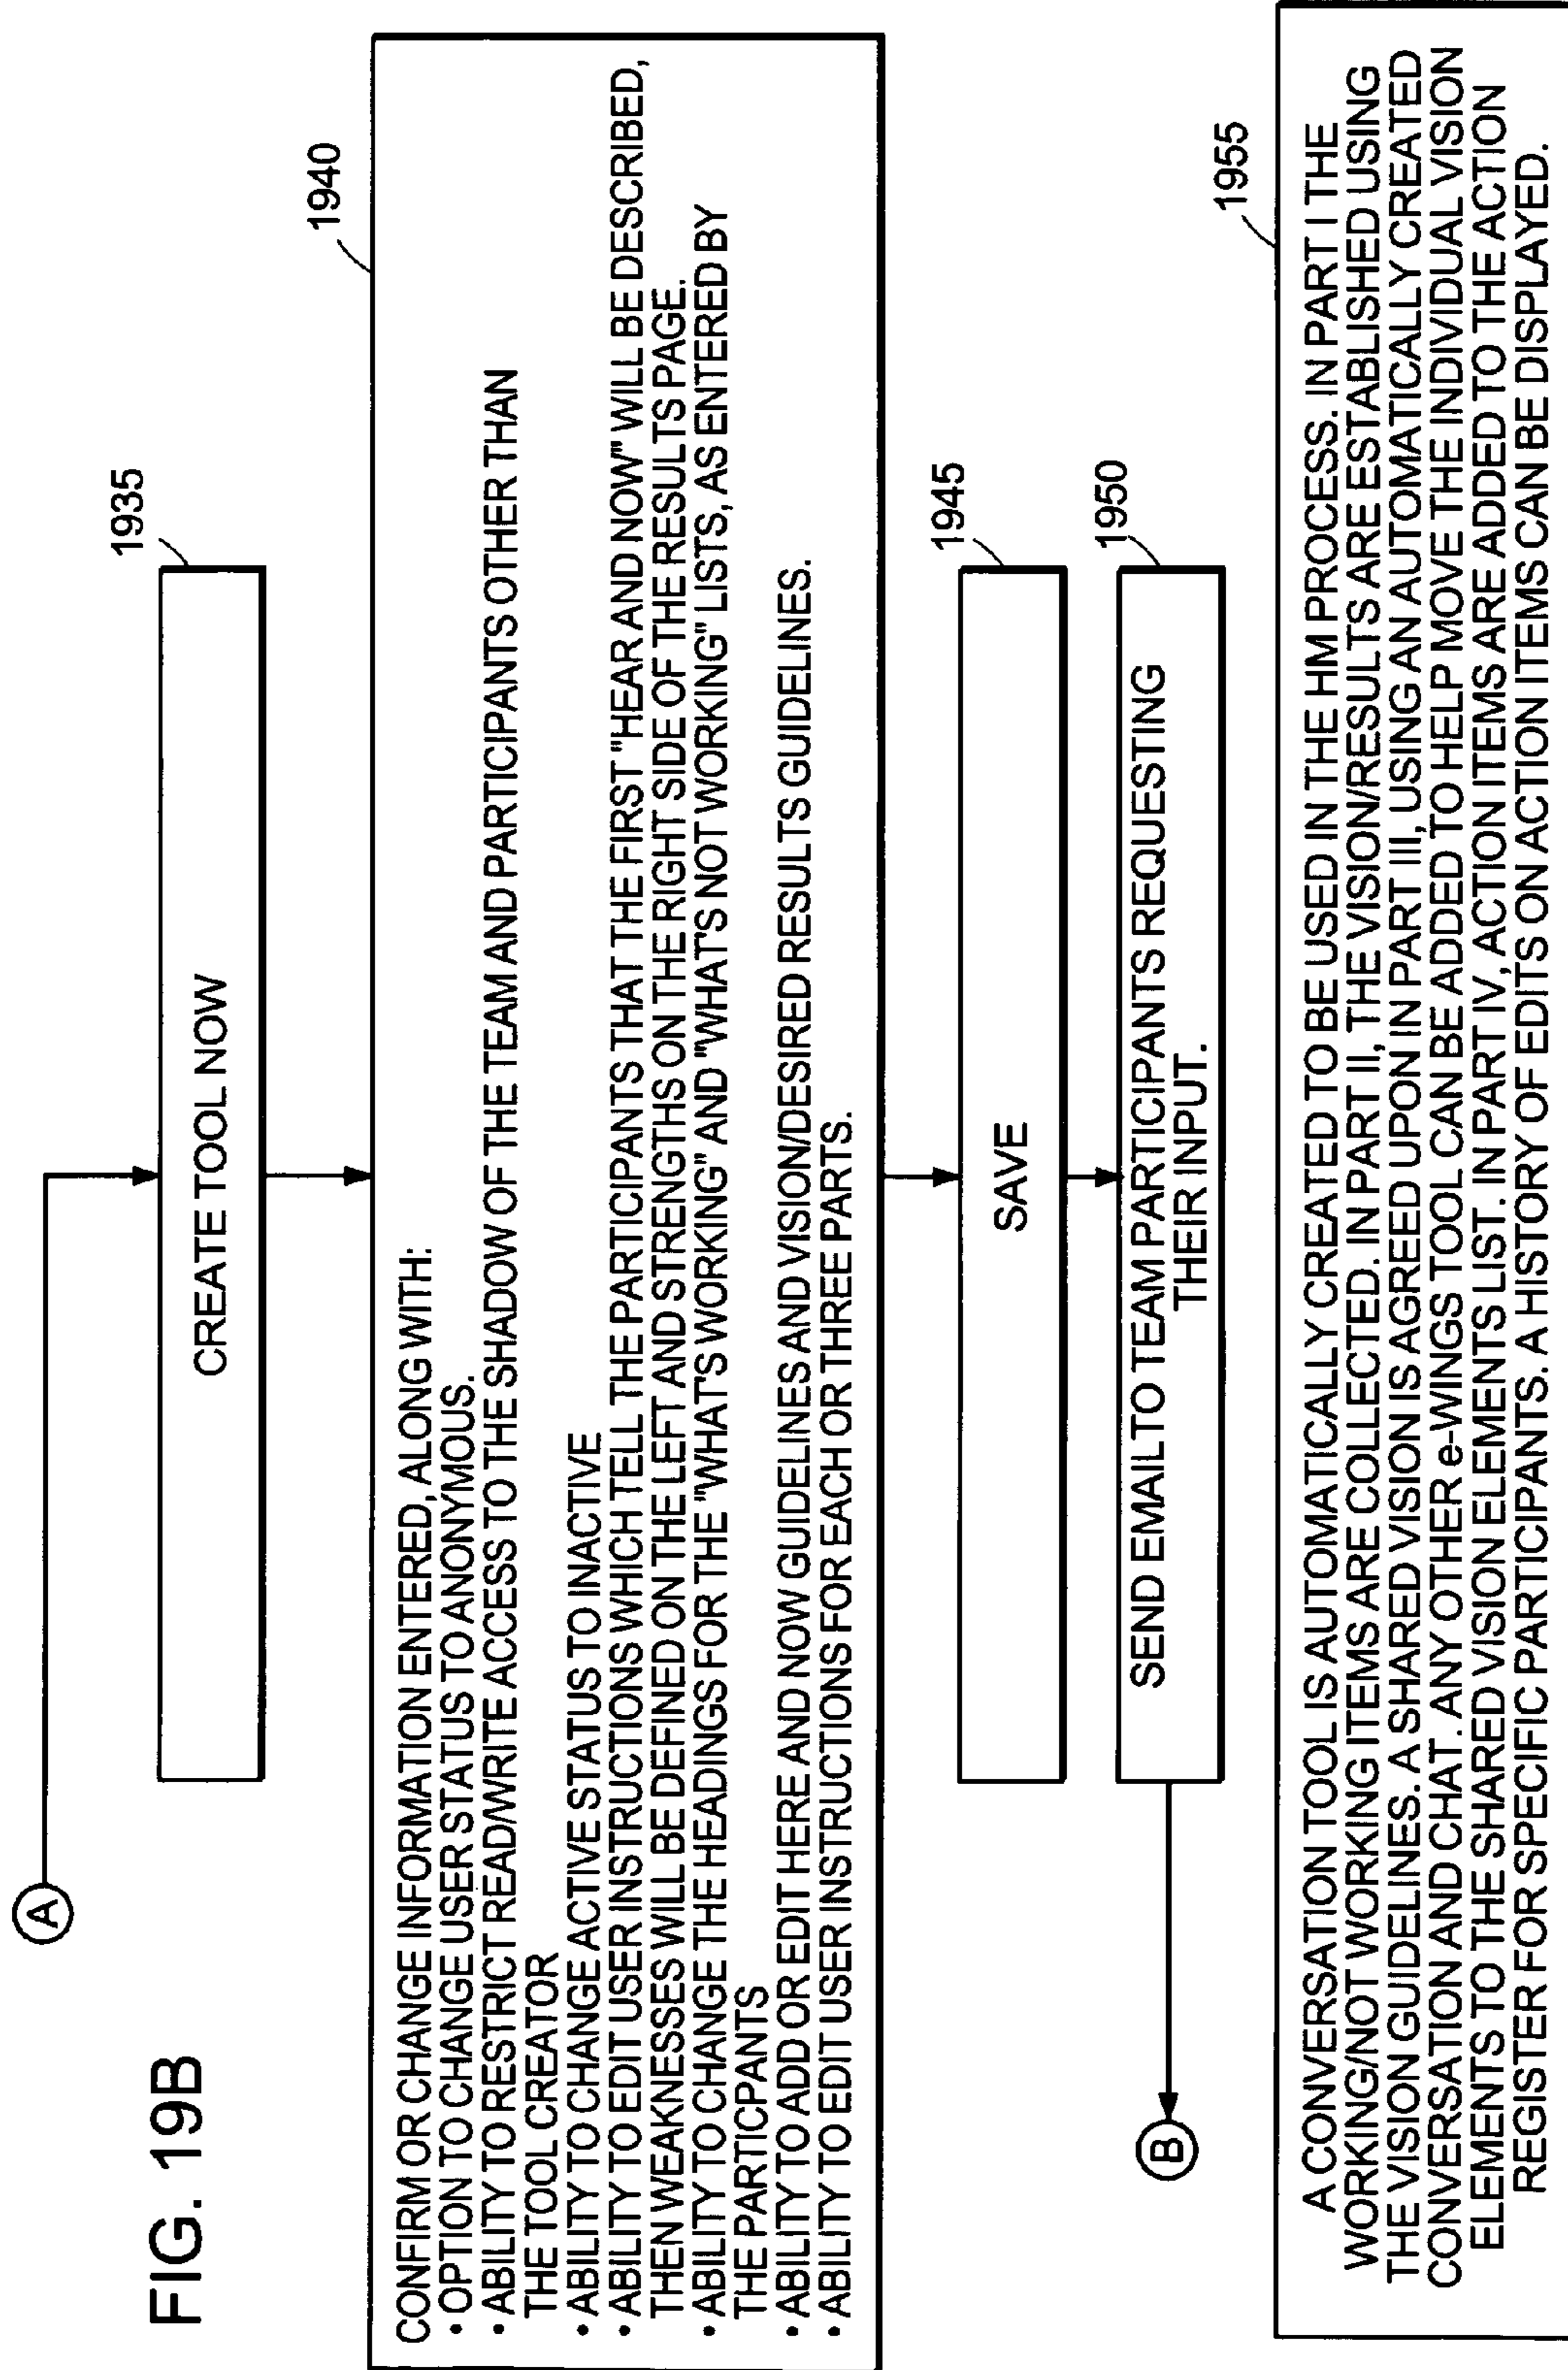 FIG. 19B
A
1935
CREATE TOOL NOW
1940
CONFIRM OR CHANGE INFORMATION ENTERED, ALONG WITH:
• OPTION TO CHANGE USER STATUS TO ANONYMOUS.
• ABILITY TO RESTRICT READ/WRITE ACCESS TO THE SHADOW OF THE TEAM AND PARTICIPANTS OTHER THAN
THE TOOL CREATOR
• ABILITY TO CHANGE ACTIVE STATUS TO INACTIVE
• ABILITY TO EDIT USER INSTRUCTIONS WHICH TELL THE PARTICIPANTS THAT THE FIRST "HEAR AND NOW" WILL BE DESCRIBED,
THEN WEAKNESSES WILL BE DEFINED ON THE LEFT AND STRENGTHS ON THE RIGHT SIDE OF THE RESULTS PAGE.
• ABILITY TO CHANGE THE HEADINGS FOR THE "WHAT'S WORKING" AND "WHAT'S NOT WORKING" LISTS, AS ENTERED BY
THE PARTICPANTS
• ABILITY TO ADD OR EDIT HERE AND NOW GUIDELINES AND VISION/DESIRED RESULTS GUIDELINES.
• ABILITY TO EDIT USER INSTRUCTIONS FOR EACH OR THREE PARTS.
1945
SAVE
1950
SEND EMAIL TO TEAM PARTICIPANTS REQUESTING
THEIR INPUT.
B
1955
A CONVERSATION TOOL IS AUTOMATICALLY CREATED TO BE USED IN THE HM PROCESS. IN PART I THE
WORKING/NOT WORKING ITEMS ARE COLLECTED. IN PART II, THE VISION/RESULTS ARE ESTABLISHED USING
THE VISION GUIDELINES. A SHARED VISION IS AGREED UPON IN PART III, USING AN AUTOMATICALLY CREATED
CONVERSATION AND CHAT. ANY OTHER e-WINGS TOOL CAN BE ADDED TO HELP MOVE THE INDIVIDUAL VISION
ELEMENTS TO THE SHARED VISION ELEMENTS LIST. IN PART IV, ACTION ITEMS ARE ADDED TO THE ACTION
REGISTER FOR SPECIFIC PARTICIPANTS. A HISTORY OF EDITS ON ACTION ITEMS CAN BE DISPLAYED.